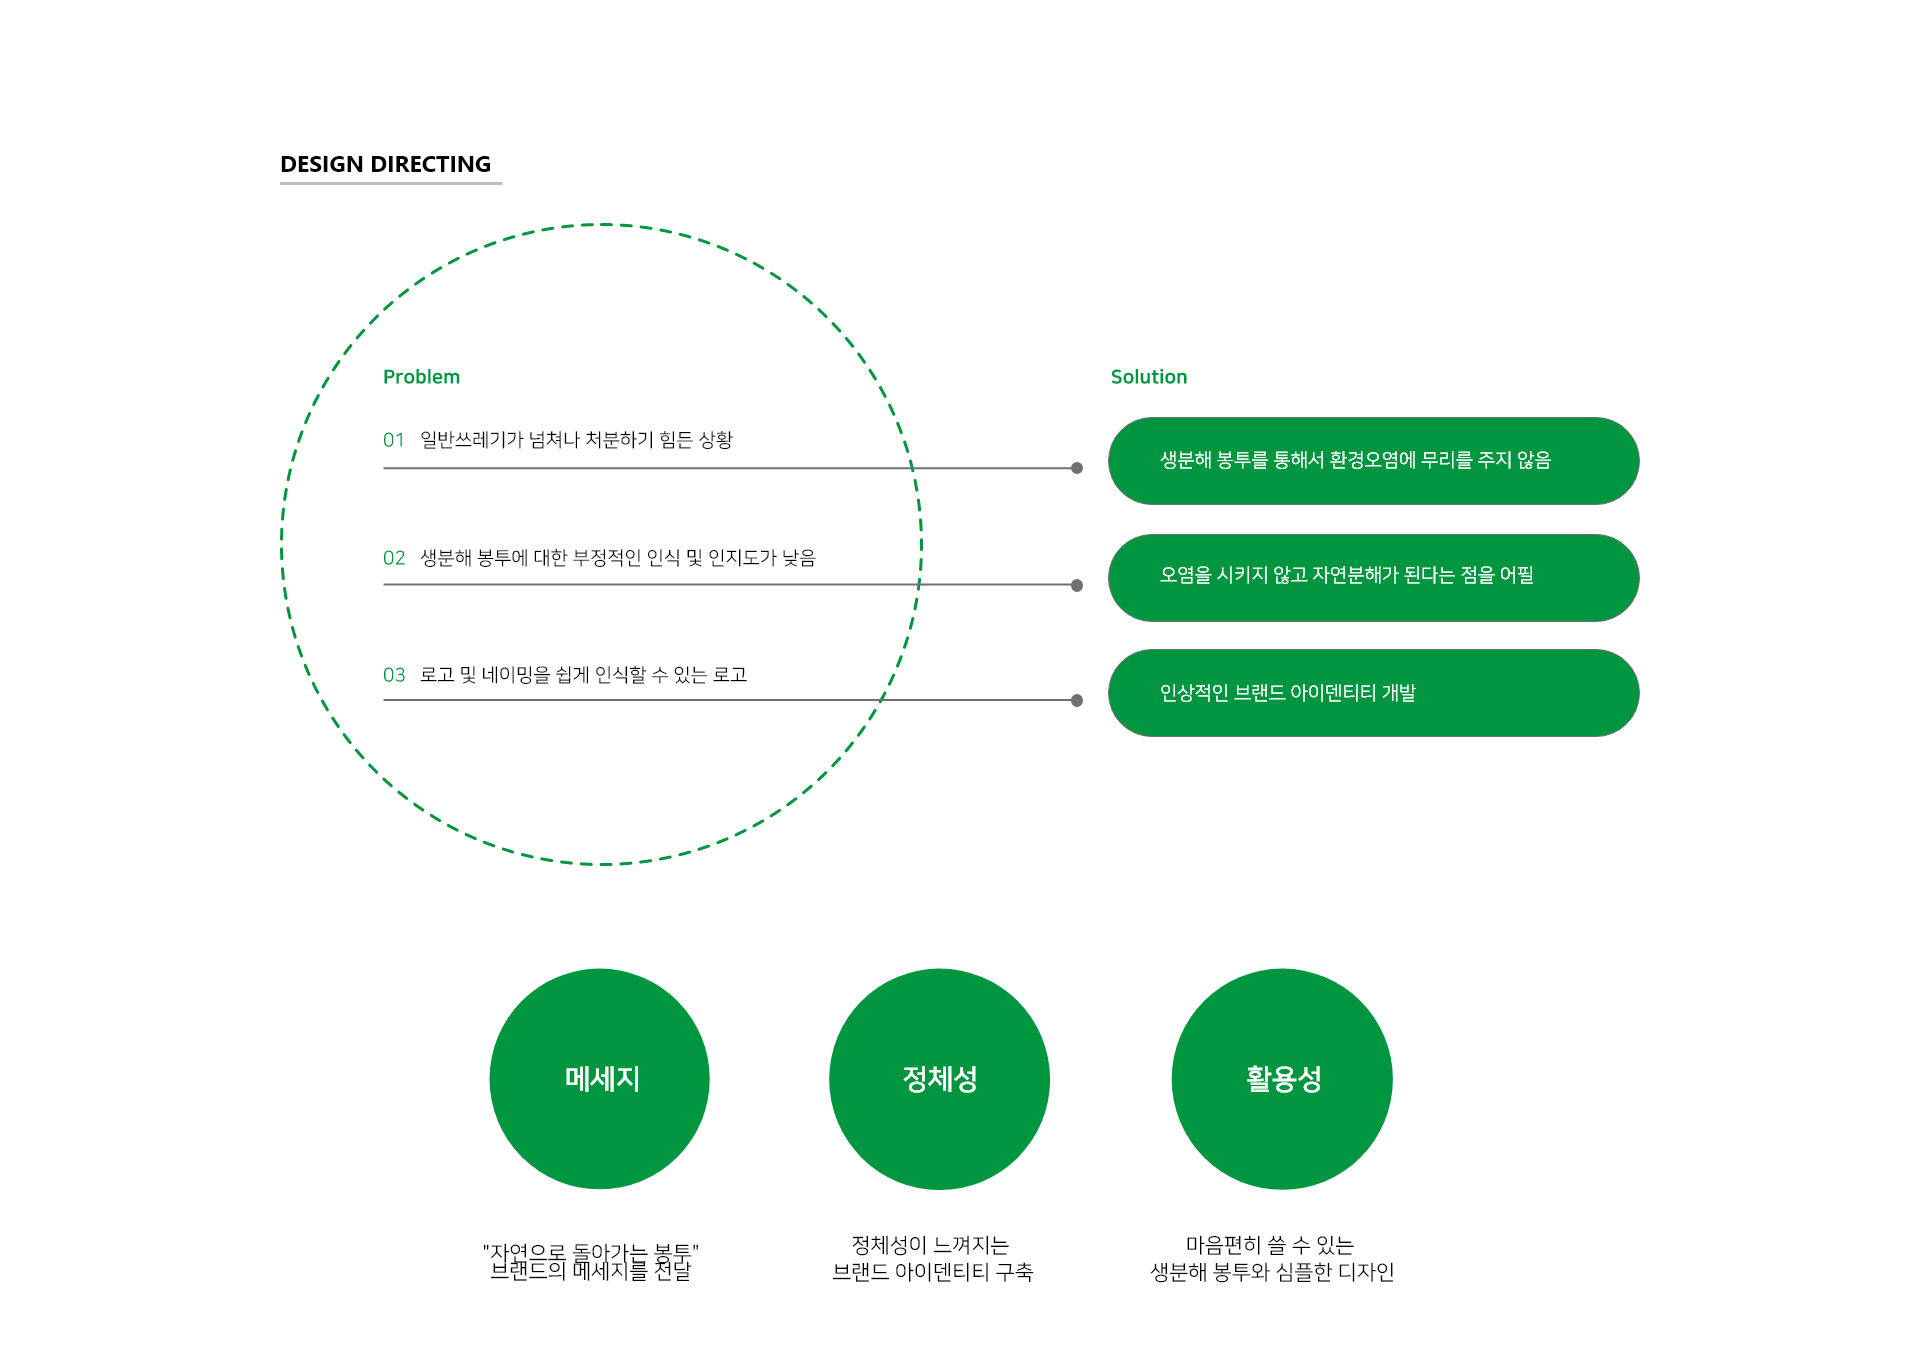 DESIGN DIRECTING
Problem
01 일반쓰레기가 넘쳐나 처분하기 힘든 상황
02 생분해 봉투에 대한 부정적인 인식 및 인지도가 낮음
03 로고 및 네이밍을 쉽게 인식할 수 있는 로고
Solution
생분해 봉투를 통해서 환경오염에 무리를 주지 않음
오염을 시키지 않고 자연분해가 된다는 점을 어필
인상적인 브랜드 아이덴티티 개발
메세지
"자연으로 돌아가는 봉투"
브랜드의 메세지를 전달
정체성
정체성이 느껴지는
브랜드 아이덴티티 구축
활용성
마음편히 쓸 수 있는
생분해 봉투와 심플한 디자인